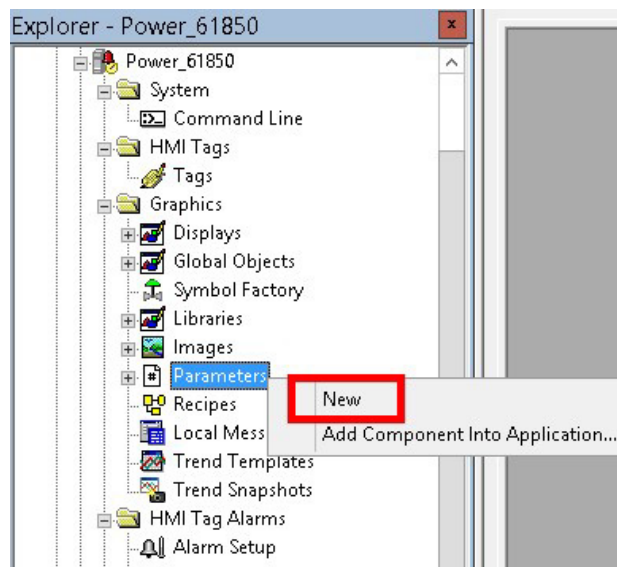 Explorer - Power_61850
x
Power_61850
System
Command Line
HMI Tags
Tags
Graphics
Displays
Global Objects
Symbol Factory
Libraries
Images
Parameters
New
Recipes
Local Mess
Add Component Into Application...
Trend Templates
Trend Snapshots
HMI Tag Alarms
Alarm Setup